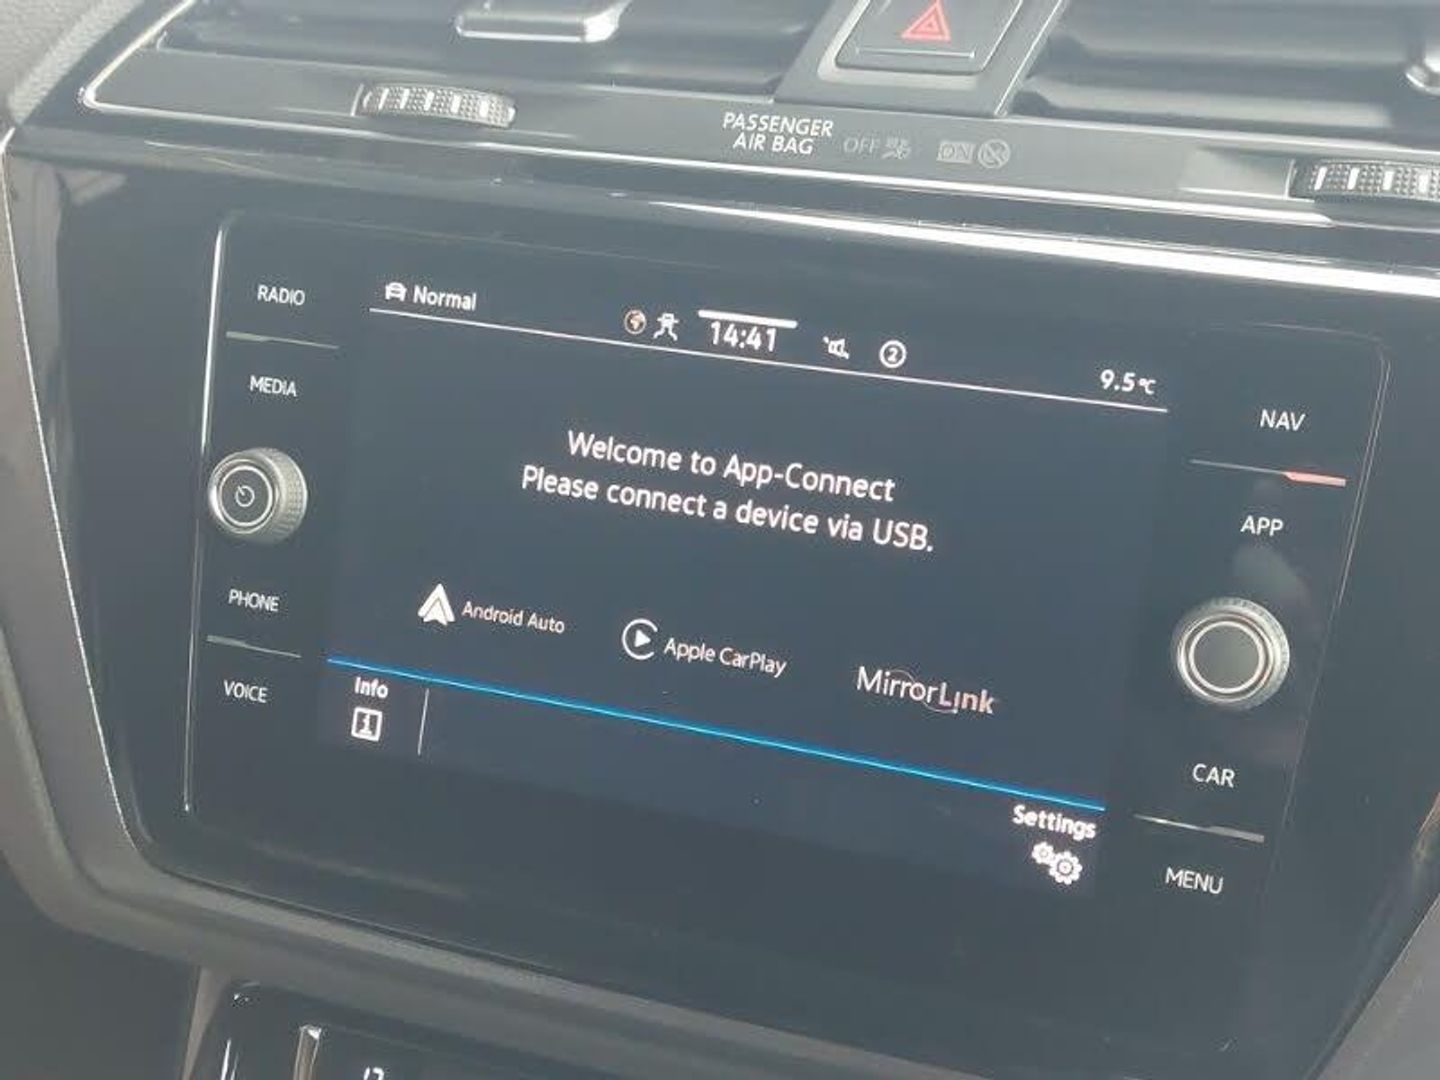 PASSENGER
AIR BAG
OFF
ON
RADIO
MEDIA
PHONE
VOICE
Normal
14:41
2
9.5°C
Welcome to App-Connect
Please connect a device via USB.
Android Auto
Apple CarPlay
MirrorLink
Info
i
Settings
NAV
APP
CAR
MENU